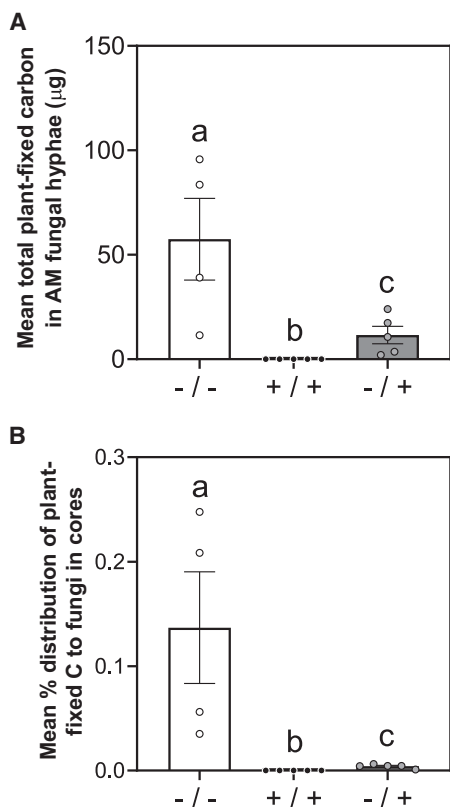 A
Mean total plant-fixed carbon
in AM fungal hyphae (µg)
150
100
50
0
a
b
c
- / -
+ / +
- / +
B
Mean % distribution of plant-
fixed C to fungi in cores
0.3
0.2
0.1
0.0
a
b
c
- / -
+ / +
- / +